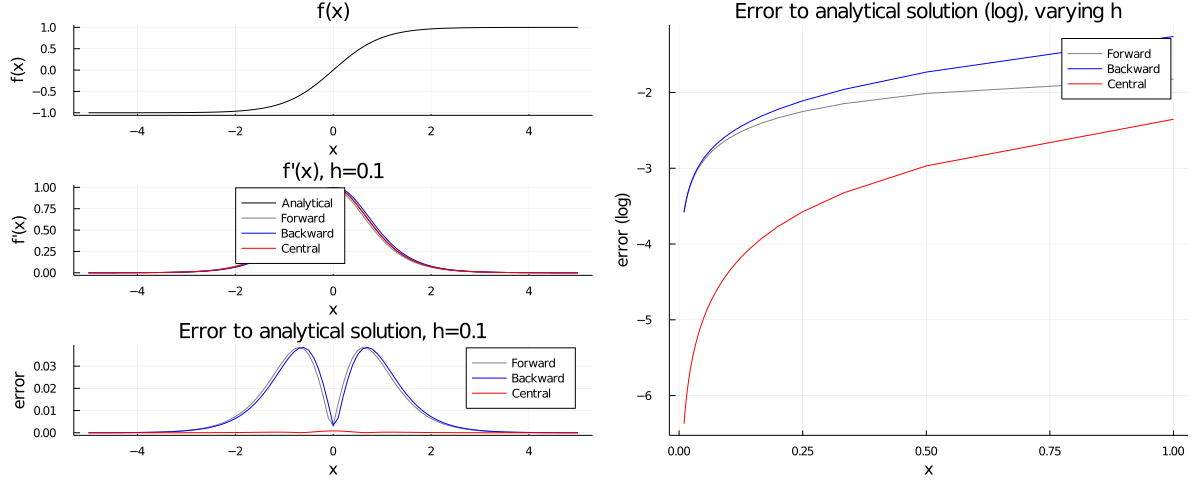 f(x)
f(x)
1.0
0.5
0.0
−0.5
−1.0
−4
−2
0
2
4
x
f'(x), h=0.1
f'(x)
1.00
0.75
0.50
0.25
0.00
Analytical
Forward
Backward
Central
−4
−2
0
2
4
x
Error to analytical solution, h=0.1
error
0.03
0.02
0.01
0.00
Forward
Backward
Central
−4
−2
0
2
4
x
Error to analytical solution (log), varying h
error (log)
−2
−3
−4
−5
−6
Forward
Backward
Central
0.00
0.25
0.50
0.75
1.00
x